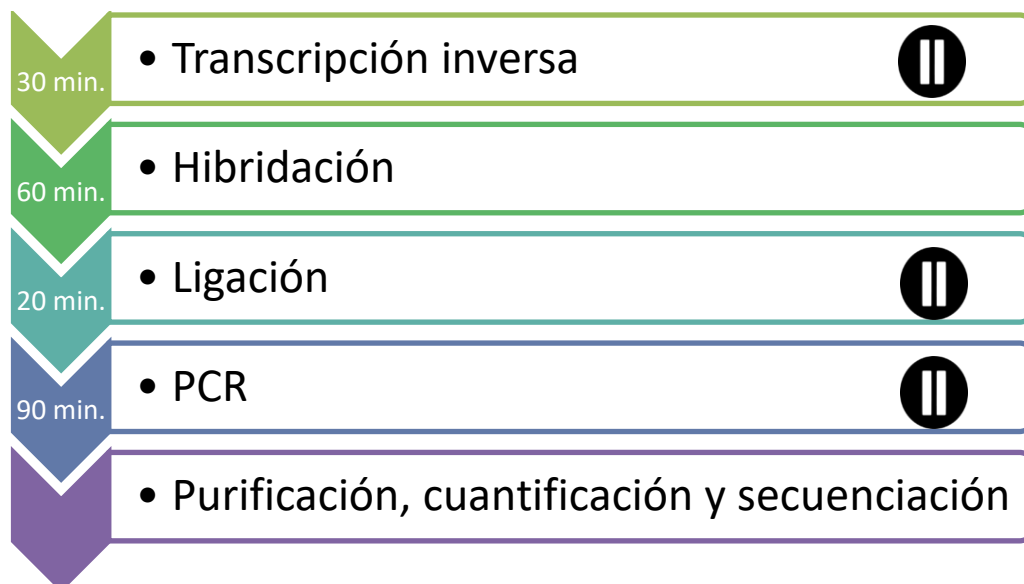 30 min.
• Transcripción inversa
60 min.
• Hibridación
20 min.
• Ligación
90 min.
• PCR
• Purificación, cuantificación y secuenciación